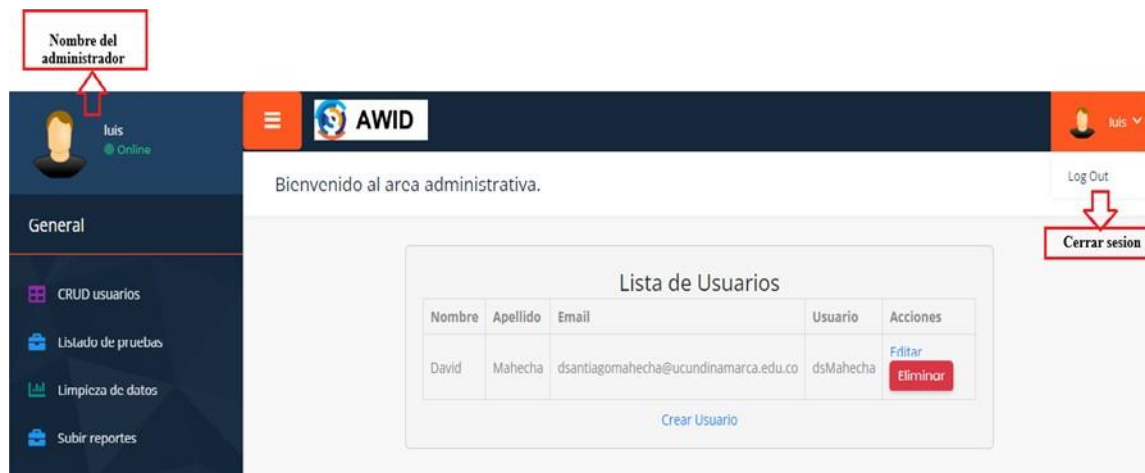 Nombre del
administrador
luis
Online
AWID
luis
Bienvenido al area administrativa.
Log Out
Cerrar sesion
General
CRUD usuarios
Listado de pruebas
Limpieza de datos
Subir reportes
Lista de Usuarios
Nombre Apellido Email Usuario Acciones
David Mahecha dsantiagomahecha@ucundinamarca.edu.co dsMahecha Editar
Eliminar
Crear Usuario